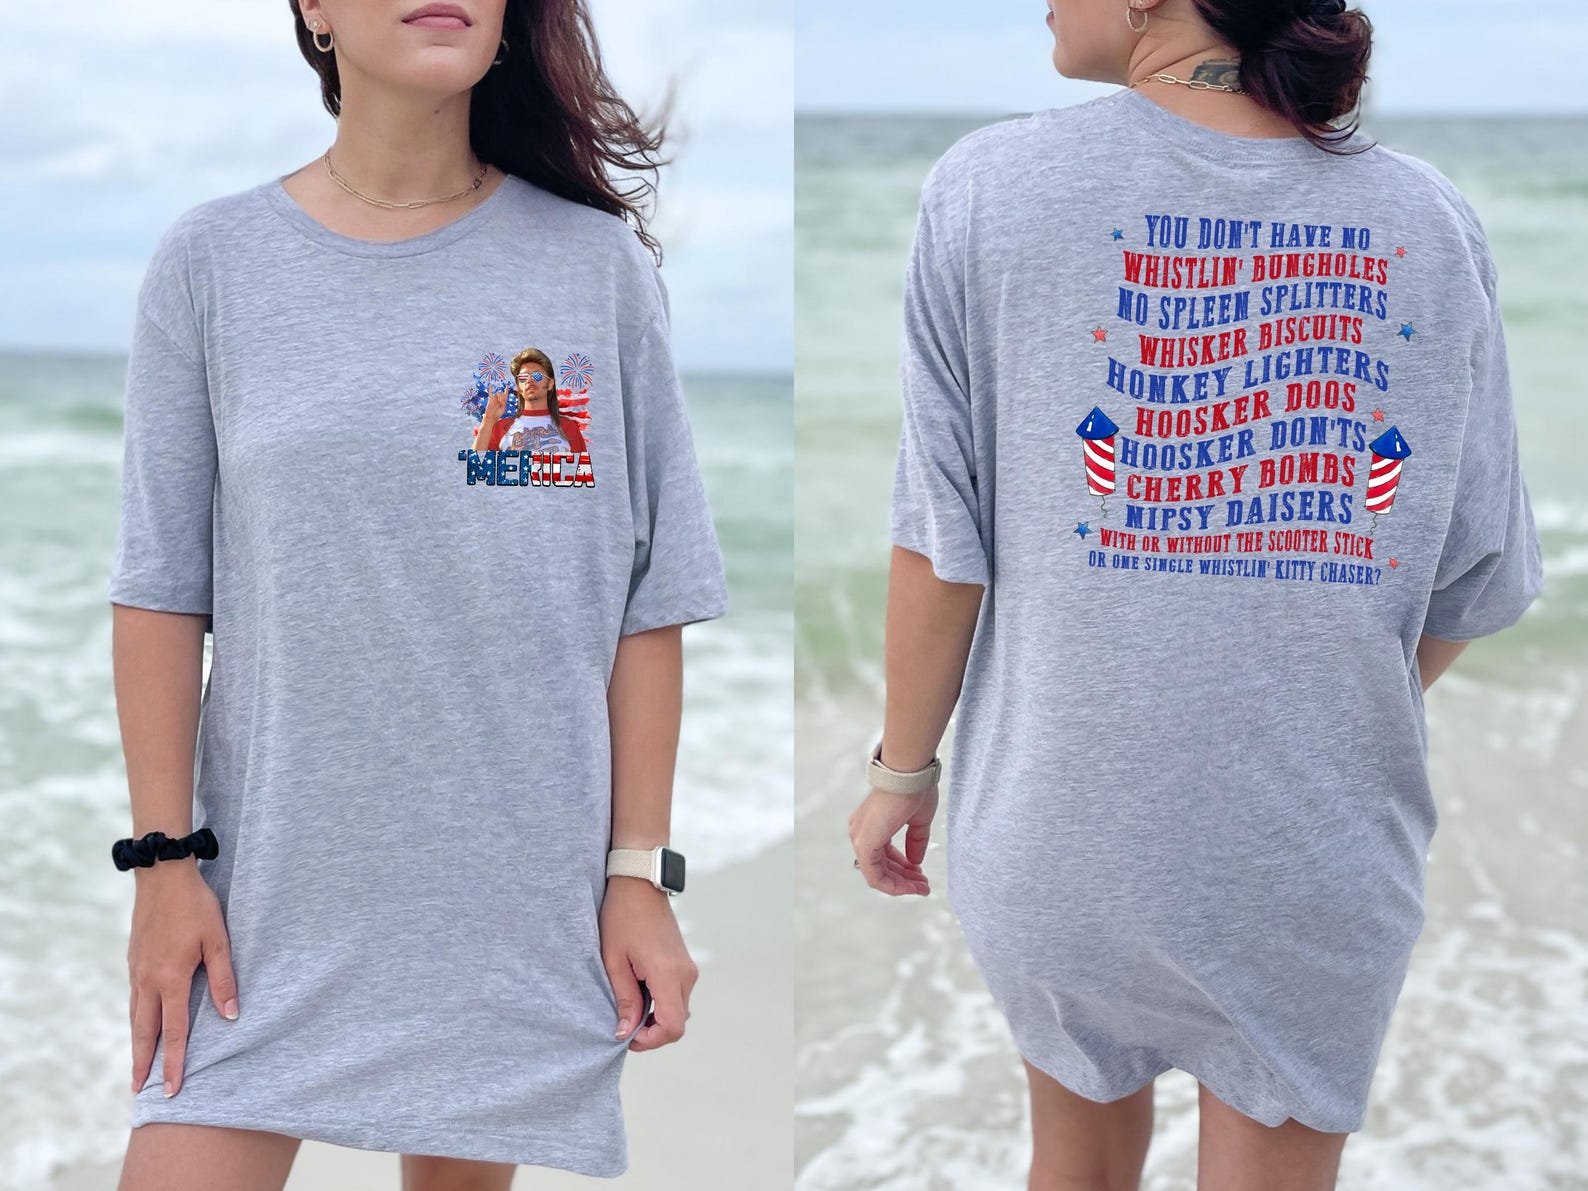 'MERICA
YOU DON'T HAVE NO
WHISTLIN' BUNGHOLES
NO SPLEEN SPLITTERS
WHISKER BISCUITS
HONKEY LIGHTERS
HOOSKER DOOS
HOOSKER DON'TS
CHERRY BOMBS
NIPSY DAISERS
WITH OR WITHOUT THE SCOOTER STICK
OR ONE SINGLE WHISTLIN' KITTY CHASER?